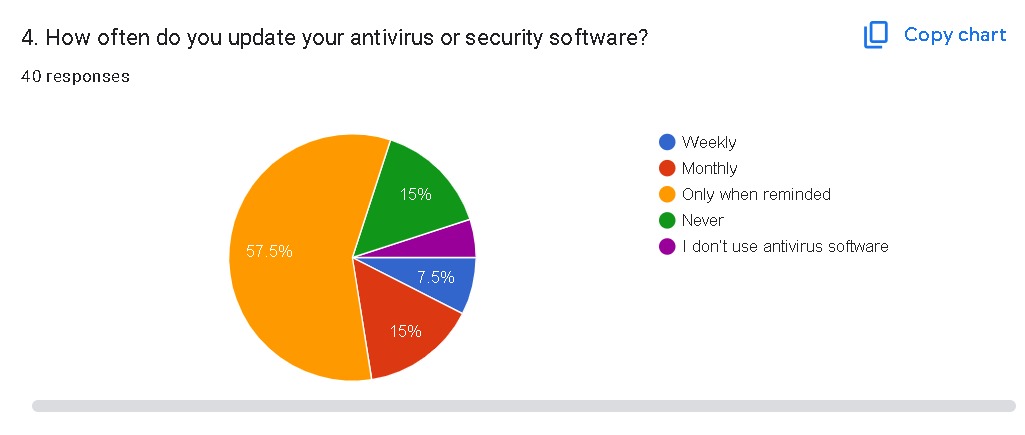 4. How often do you update your antivirus or security software?
Copy chart
40 responses
Weekly
Monthly
Only when reminded
Never
I don't use antivirus software
15%
57.5%
7.5%
15%